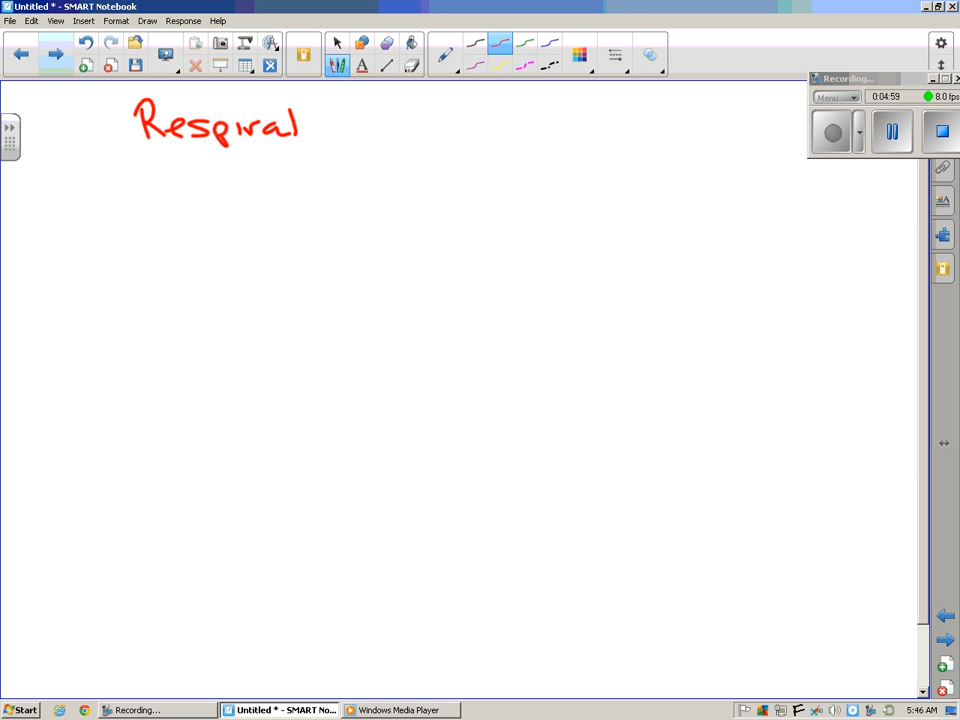 Untitled * - SMART Notebook
File Edit View Insert Format Draw Response Help
Recording...
Menu 0:04:59 8.0 fps
Respiral
Start Recording... Untitled * - SMART No... Windows Media Player 5:46 AM